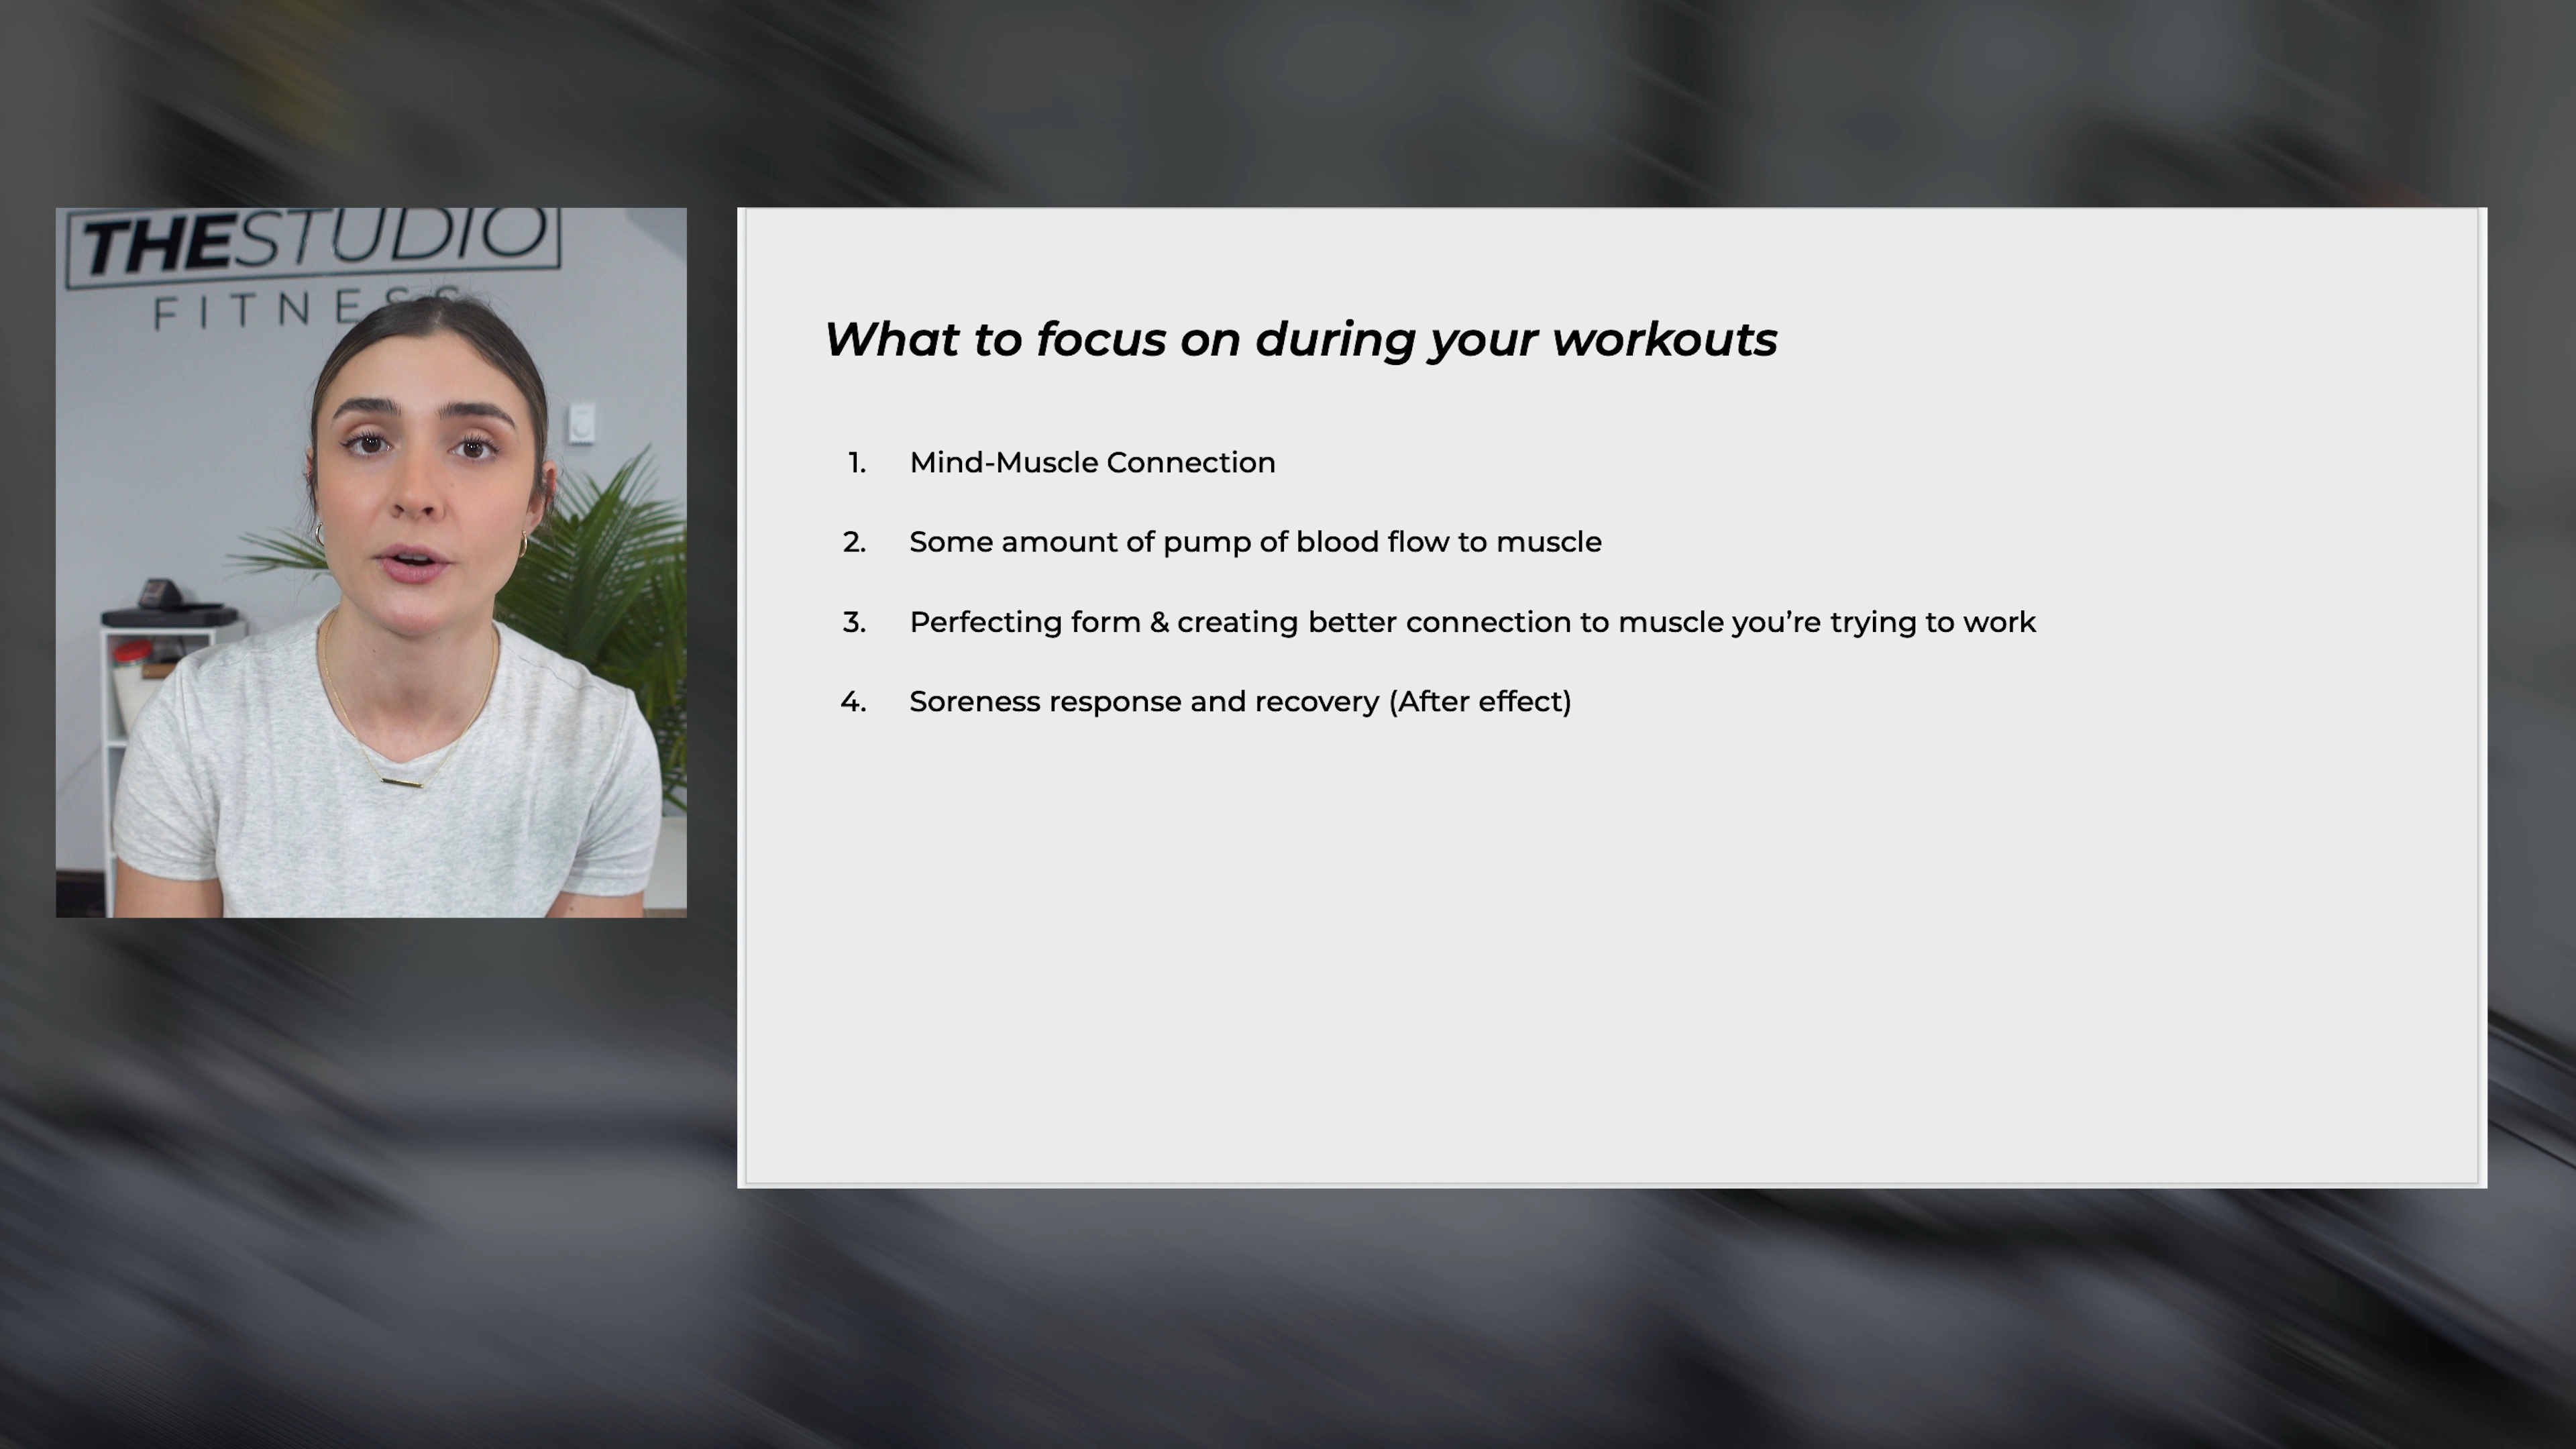 THESTUDIO
FITNESS
What to focus on during your workouts
1. Mind-Muscle Connection
2. Some amount of pump of blood flow to muscle
3. Perfecting form & creating better connection to muscle you're trying to work
4. Soreness response and recovery (After effect)